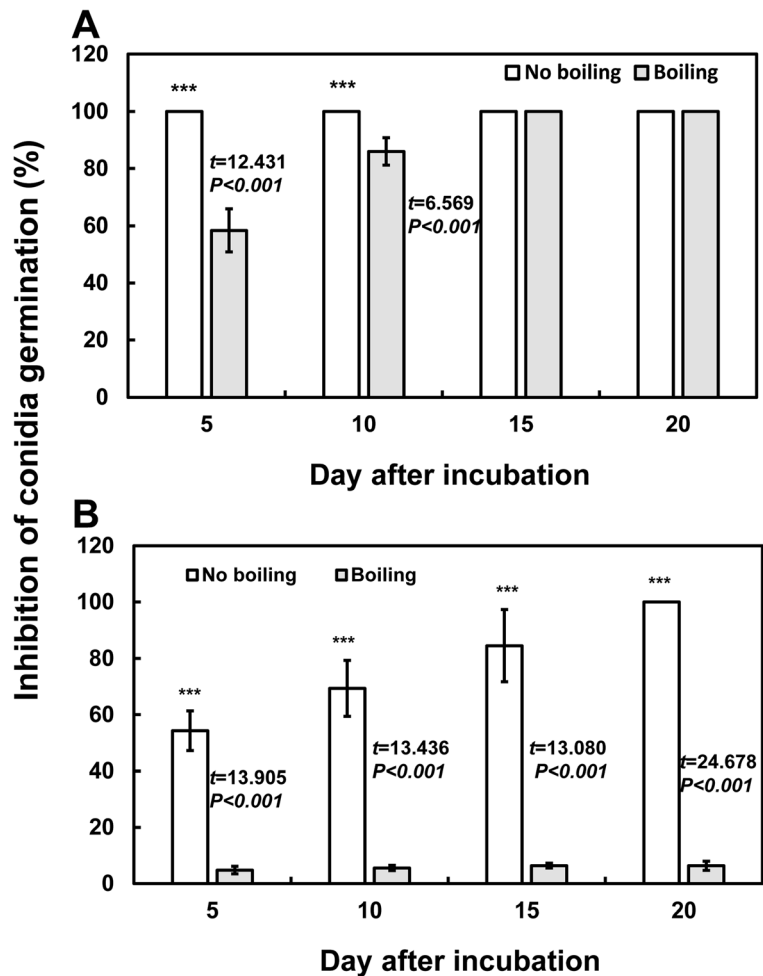 A
Inhibition of conidia germination (%)
120
100
80
60
40
20
0
No boiling
Boiling
***
***
t=12.431
P<0.001
t=6.569
P<0.001
5
10
15
20
Day after incubation
B
120
100
80
60
40
20
0
No boiling
Boiling
***
***
***
***
t=13.905
P<0.001
t=13.436
P<0.001
t=13.080
P<0.001
t=24.678
P<0.001
5
10
15
20
Day after incubation